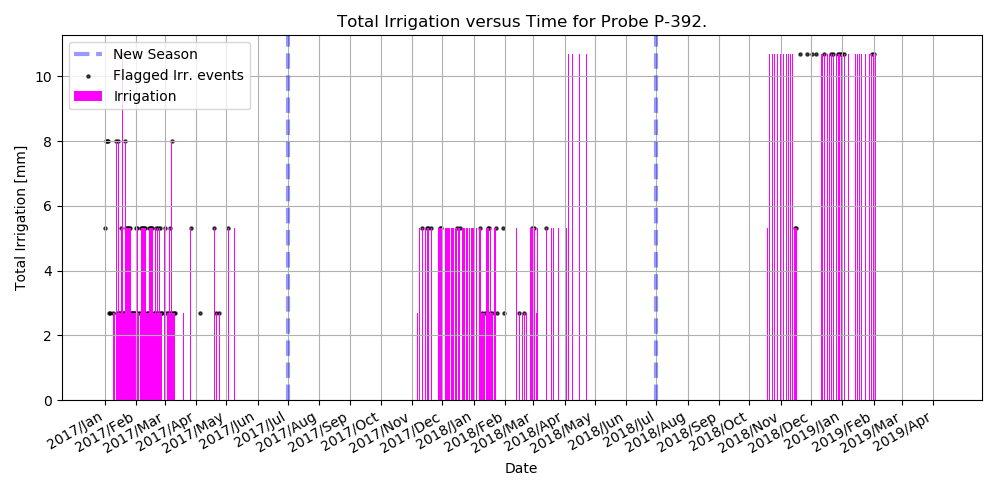 Total Irrigation versus Time for Probe P-392.
New Season
Flagged Irr. events
Irrigation
Total Irrigation [mm]
10
8
6
4
2
0
2017/Jan
2017/Feb
2017/Mar
2017/Apr
2017/May
2017/Jun
2017/Jul
2017/Aug
2017/Sep
2017/Oct
2017/Nov
2017/Dec
2018/Jan
2018/Feb
2018/Mar
2018/Apr
2018/May
2018/Jun
2018/Jul
2018/Aug
2018/Sep
2018/Oct
2018/Nov
2018/Dec
2019/Jan
2019/Feb
2019/Mar
2019/Apr
Date